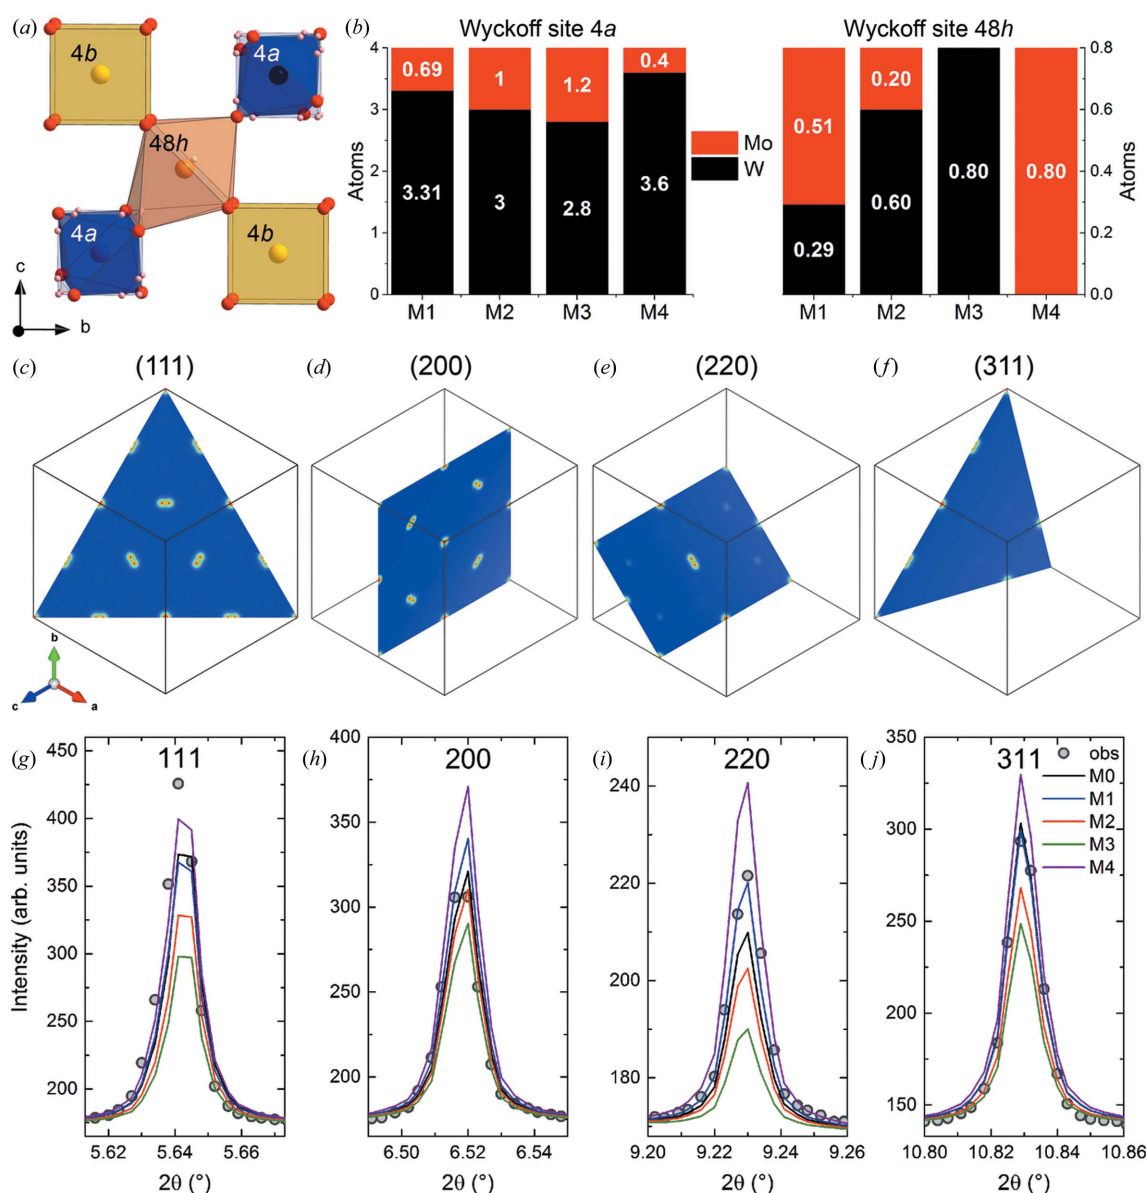 (a)
4b
4a
48h
4a
4b
c
b
(b)
Wyckoff site 4a
Wyckoff site 48h
Atoms
4
3
2
1
0
0.69
1
1.2
0.4
3.31
3
2.8
3.6
M1 M2 M3 M4
Mo
W
0.51
0.20
0.80
0.80
0.29
0.60
M1 M2 M3 M4
0.8
0.6
0.4
0.2
0.0
Atoms
(c) (111)
(d) (200)
(e) (220)
(f) (311)
b
c
a
(g)
111
Intensity (arb. units)
450
400
350
300
250
200
5.62 5.64 5.66
2θ (°)
(h)
200
400
350
300
250
200
6.50 6.52 6.54
2θ (°)
(i)
220
240
220
200
180
9.20 9.22 9.24 9.26
2θ (°)
(j)
311
350
300
250
200
150
10.80 10.82 10.84 10.86
2θ (°)
obs
M0
M1
M2
M3
M4